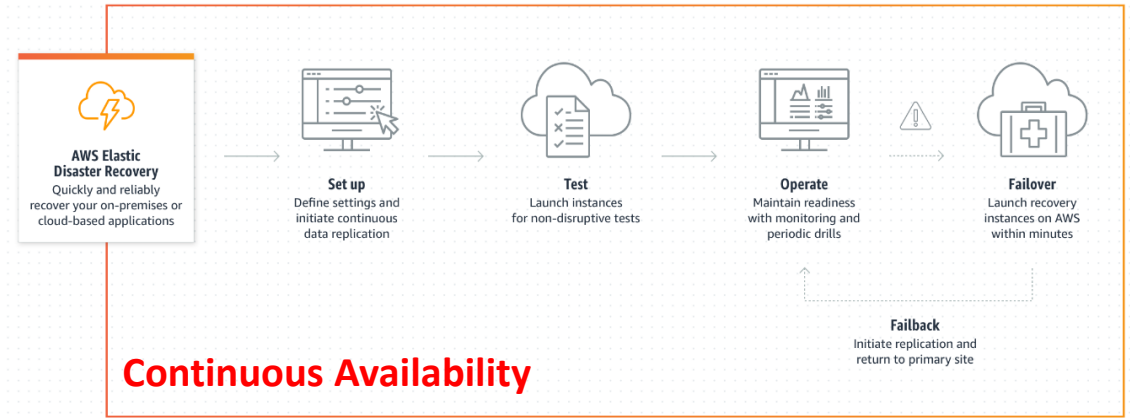 AWS Elastic
Disaster Recovery
Quickly and reliably
recover your on-premises or
cloud-based applications
Set up
Define settings and
initiate continuous
data replication
Test
Launch instances
for non-disruptive tests
Operate
Maintain readiness
with monitoring and
periodic drills
Failover
Launch recovery
instances on AWS
within minutes
Failback
Initiate replication and
return to primary site
Continuous Availability